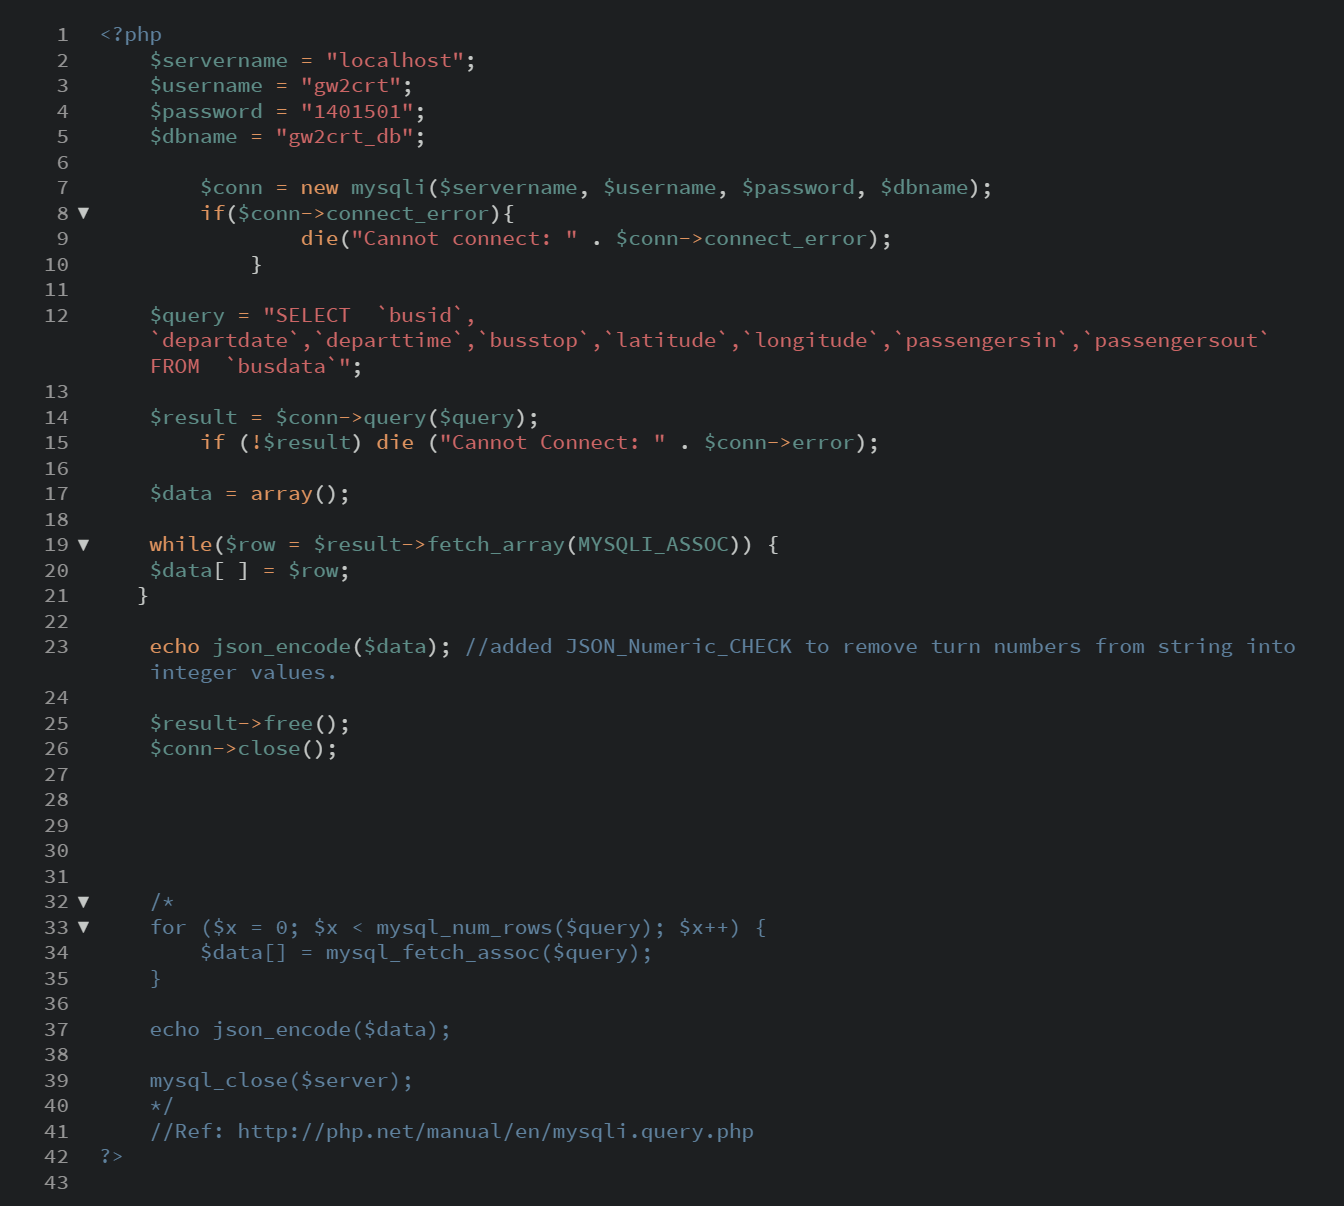 1 <?php
2 $servername = "localhost";
3 $username = "gw2crt";
4 $password = "1401501";
5 $dbname = "gw2crt_db";
6
7 $conn = new mysqli($servername, $username, $password, $dbname);
8 ▼ if($conn->connect_error){
9 die("Cannot connect: " . $conn->connect_error);
10 }
11
12 $query = "SELECT  `busid`,
`departdate`,`departtime`,`busstop`,`latitude`,`longitude`,`passengersin`,`passengersout`
FROM  `busdata`";
13
14 $result = $conn->query($query);
15 if (!$result) die ("Cannot Connect: " . $conn->error);
16
17 $data = array();
18
19 ▼ while($row = $result->fetch_array(MYSQLI_ASSOC)) {
20 $data[ ] = $row;
21 }
22
23 echo json_encode($data); //added JSON_Numeric_CHECK to remove turn numbers from string into
integer values.
24
25 $result->free();
26 $conn->close();
27
28
29
30
31
32 ▼ /*
33 ▼ for ($x = 0; $x < mysql_num_rows($query); $x++) {
34 $data[] = mysql_fetch_assoc($query);
35 }
36
37 echo json_encode($data);
38
39 mysql_close($server);
40 */
41 //Ref: http://php.net/manual/en/mysqli.query.php
42 ?>
43